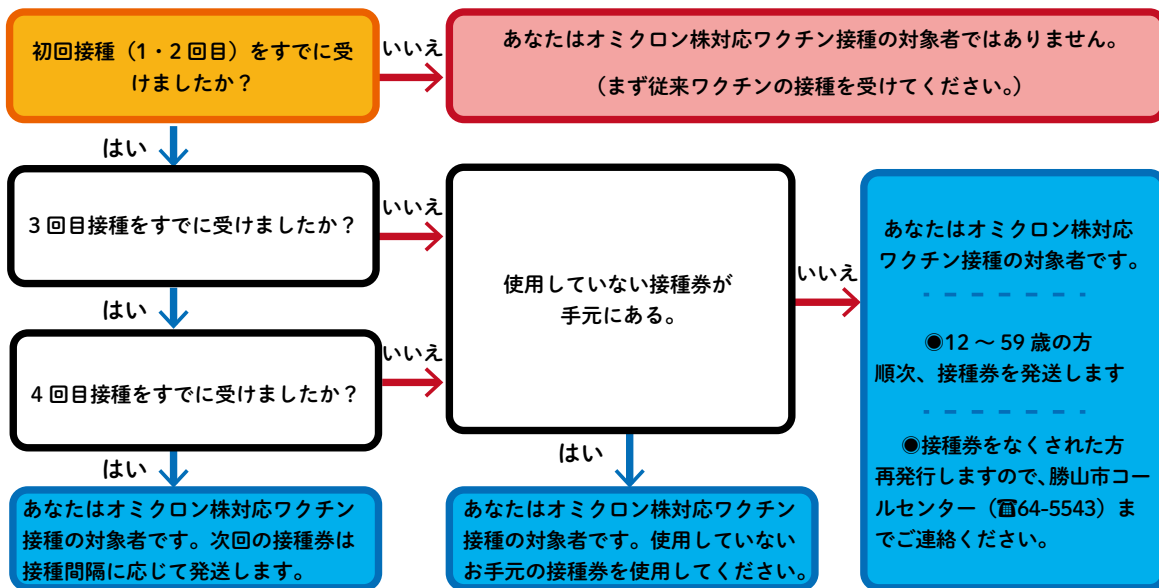 初回接種（1・2回目）をすでに受
けましたか？
いいえ
あなたはオミクロン株対応ワクチン接種の対象者ではありません。
（まず従来ワクチンの接種を受けてください。）
はい
3回目接種をすでに受けましたか？
いいえ
使用していない接種券が
手元にある。
いいえ
あなたはオミクロン株対応
ワクチン接種の対象者です。
◉12～59歳の方
順次、接種券を発送します
◉接種券をなくされた方
再発行しますので、勝山市コー
ルセンター（☎64-5543）ま
でご連絡ください。
はい
4回目接種をすでに受けましたか？
いいえ
はい
あなたはオミクロン株対応ワクチン
接種の対象者です。次回の接種券は
接種間隔に応じて発送します。
はい
あなたはオミクロン株対応ワクチン
接種の対象者です。使用していない
お手元の接種券を使用してください。